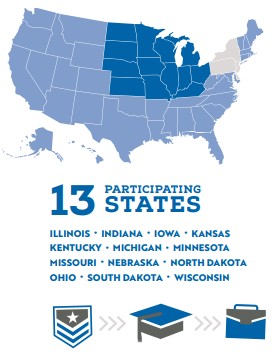 13 PARTICIPATING
STATES
ILLINOIS • INDIANA • IOWA • KANSAS
KENTUCKY • MICHIGAN • MINNESOTA
MISSOURI • NEBRASKA • NORTH DAKOTA
OHIO • SOUTH DAKOTA • WISCONSIN